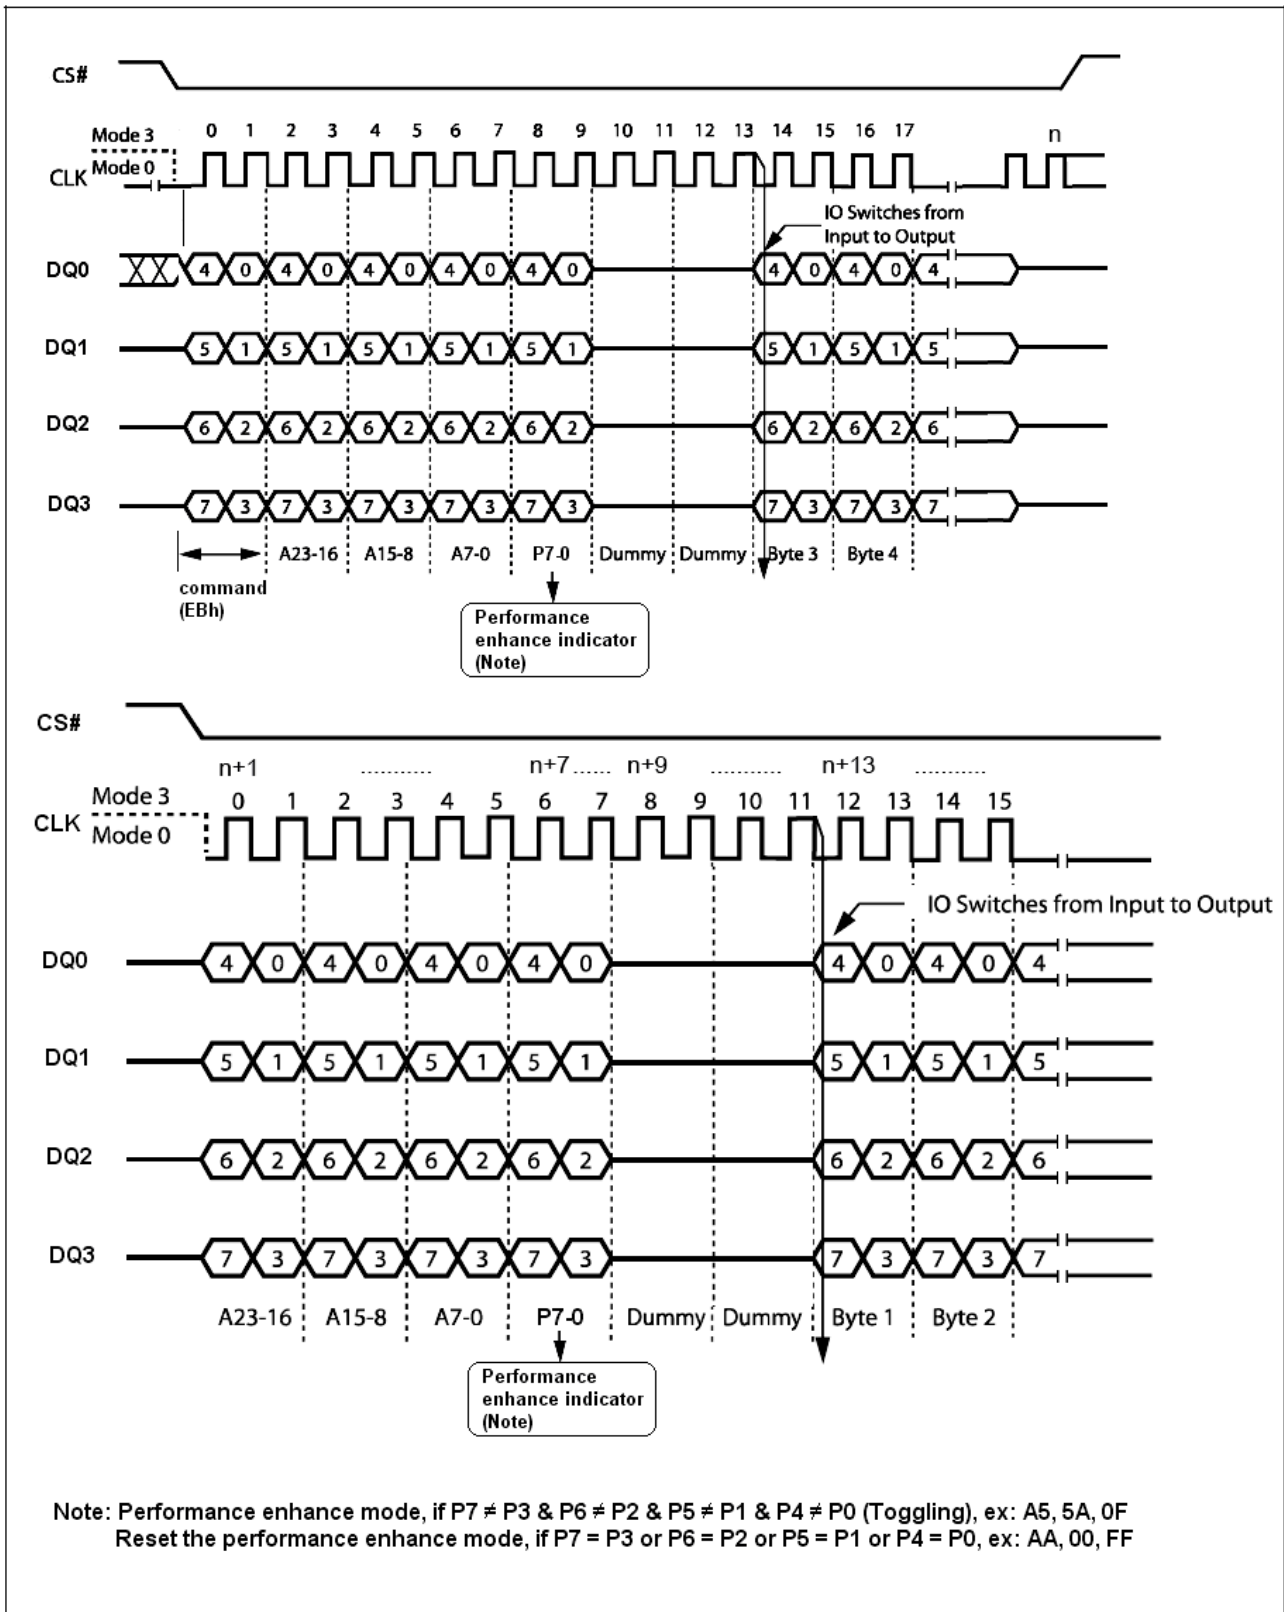 CS#
Mode 3
Mode 0
CLK
0 1 2 3 4 5 6 7 8 9 10 11 12 13 14 15 16 17 n
IO Switches from
Input to Output
DQ0 4 0 4 0 4 0 4 0 4 0 4 0 4 0 4
DQ1 5 1 5 1 5 1 5 1 5 1 5 1 5 1 5
DQ2 6 2 6 2 6 2 6 2 6 2 6 2 6 2 6
DQ3 7 3 7 3 7 3 7 3 7 3 7 3 7 3 7
A23-16 A15-8 A7-0 P7-0 Dummy Dummy Byte 3 Byte 4
command
(EBh)
Performance
enhance indicator
(Note)
CS#
n+1 ............ n+7...... n+9 ............ n+13 ............
Mode 3
Mode 0
CLK
0 1 2 3 4 5 6 7 8 9 10 11 12 13 14 15
IO Switches from Input to Output
DQ0 4 0 4 0 4 0 4 0 4 0 4 0 4
DQ1 5 1 5 1 5 1 5 1 5 1 5 1 5
DQ2 6 2 6 2 6 2 6 2 6 2 6 2 6
DQ3 7 3 7 3 7 3 7 3 7 3 7 3 7
A23-16 A15-8 A7-0 P7-0 Dummy Dummy Byte 1 Byte 2
Performance
enhance indicator
(Note)
Note: Performance enhance mode, if P7 ≠ P3 & P6 ≠ P2 & P5 ≠ P1 & P4 ≠ P0 (Toggling), ex: A5, 5A, 0F
Reset the performance enhance mode, if P7 = P3 or P6 = P2 or P5 = P1 or P4 = P0, ex: AA, 00, FF